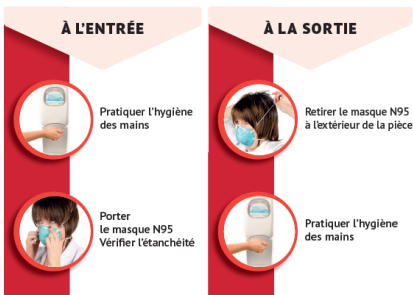 À L'ENTRÉE
Pratiquer l'hygiène
des mains
Porter
le masque N95
Vérifier l'étanchéité
À LA SORTIE
Retirer le masque N95
à l'extérieur de la pièce
Pratiquer l'hygiène
des mains